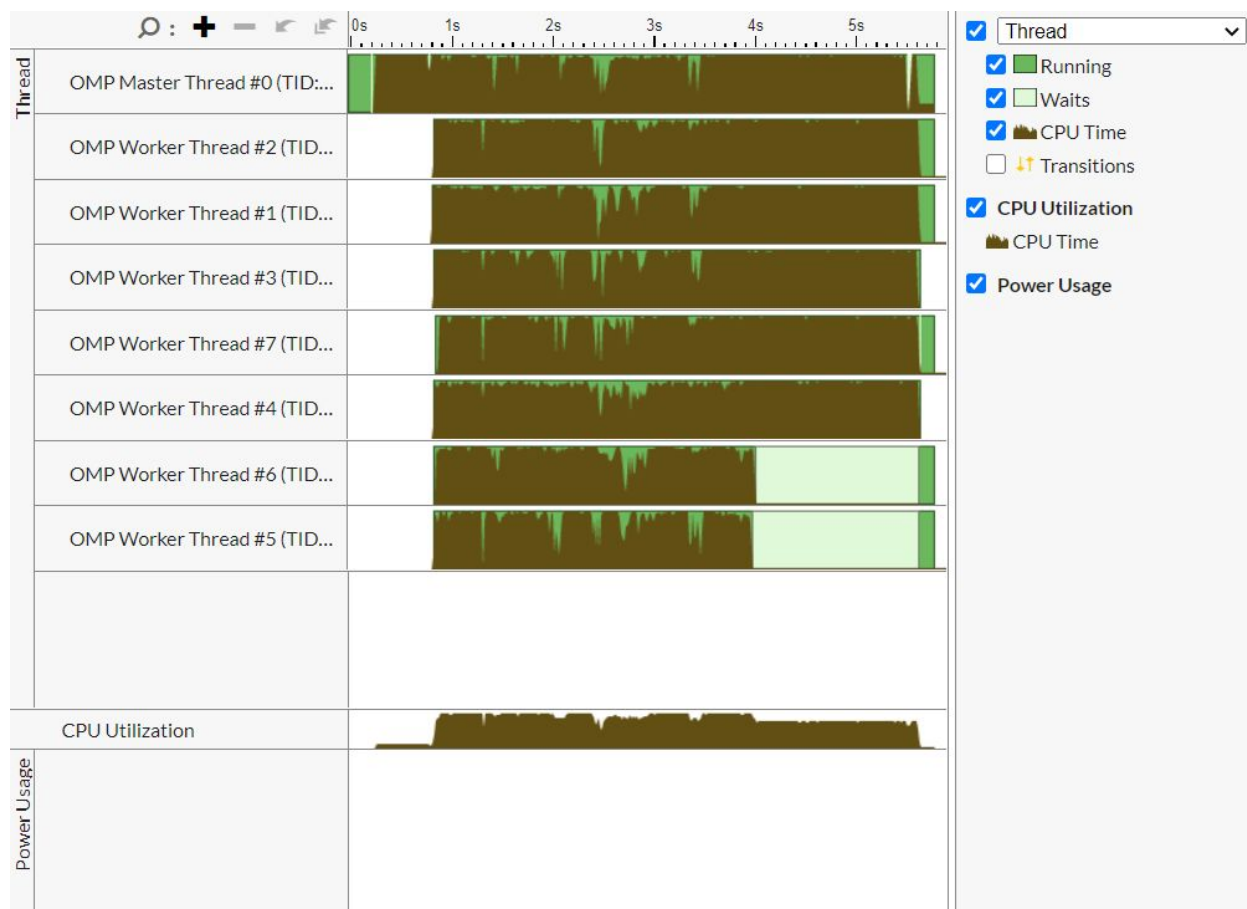 0s 1s 2s 3s 4s 5s
Thread
OMP Master Thread #0 (TID:...
OMP Worker Thread #2 (TID...
OMP Worker Thread #1 (TID...
OMP Worker Thread #3 (TID...
OMP Worker Thread #7 (TID...
OMP Worker Thread #4 (TID...
OMP Worker Thread #6 (TID...
OMP Worker Thread #5 (TID...
CPU Utilization
Power Usage
Thread
Running
Waits
CPU Time
Transitions
CPU Utilization
CPU Time
Power Usage